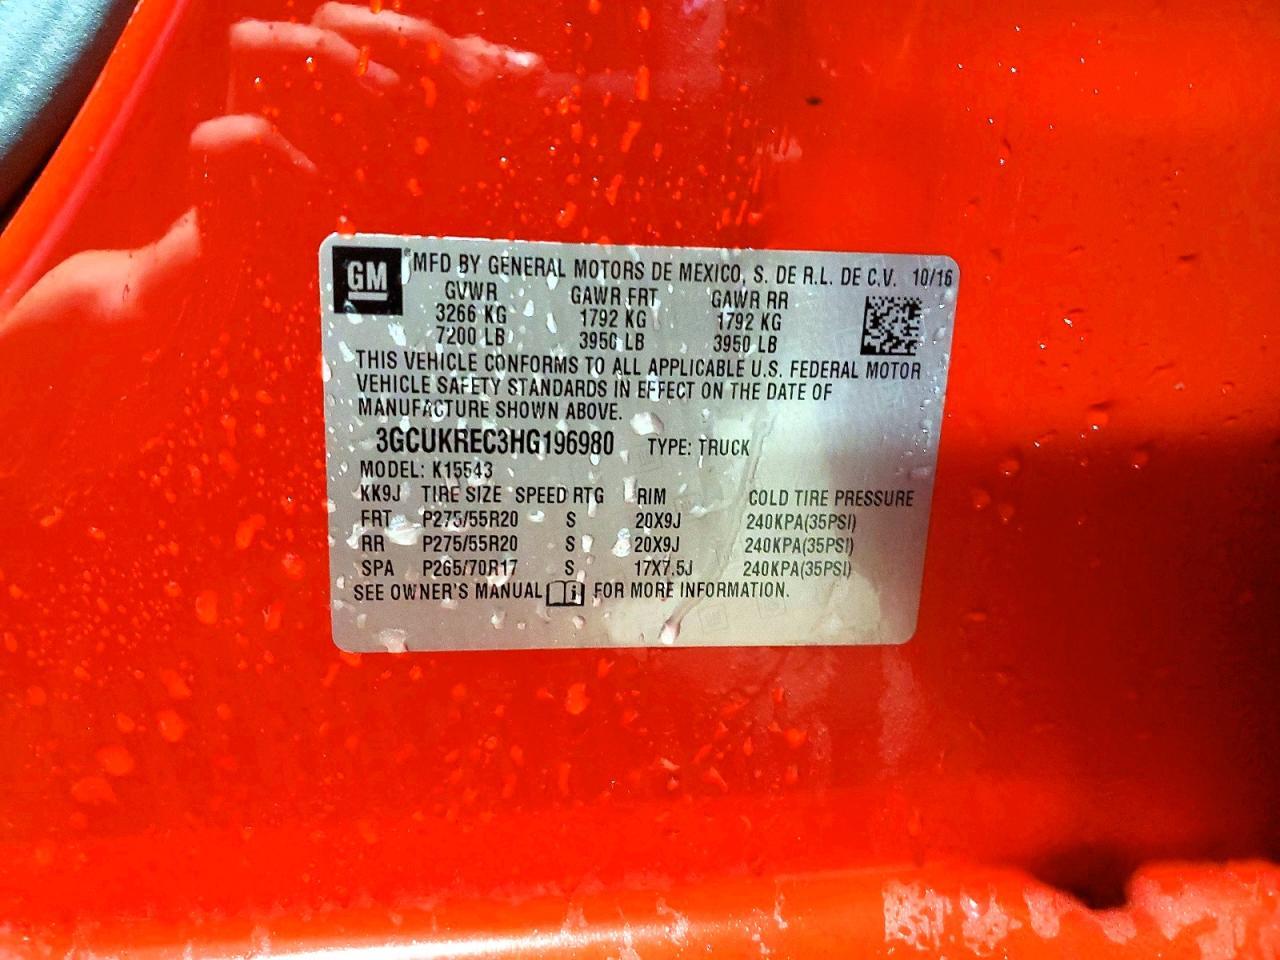 GM MFD BY GENERAL MOTORS DE MEXICO, S. DE R.L. DE C.V. 10/16
GVWR GAWR FRT GAWR RR
3266 KG 1792 KG 1792 KG
7200 LB 3950 LB 3950 LB
THIS VEHICLE CONFORMS TO ALL APPLICABLE U.S. FEDERAL MOTOR
VEHICLE SAFETY STANDARDS IN EFFECT ON THE DATE OF
MANUFACTURE SHOWN ABOVE.
3GCUKREC3HG196980 TYPE: TRUCK
MODEL: K15543
KK9J TIRE SIZE SPEED RTG RIM COLD TIRE PRESSURE
FRT P275/55R20 S 20X9J 240KPA(35PSI)
RR P275/55R20 S 20X9J 240KPA(35PSI)
SPA P265/70R17 S 17X7.5J 240KPA(35PSI)
SEE OWNER'S MANUAL i FOR MORE INFORMATION.